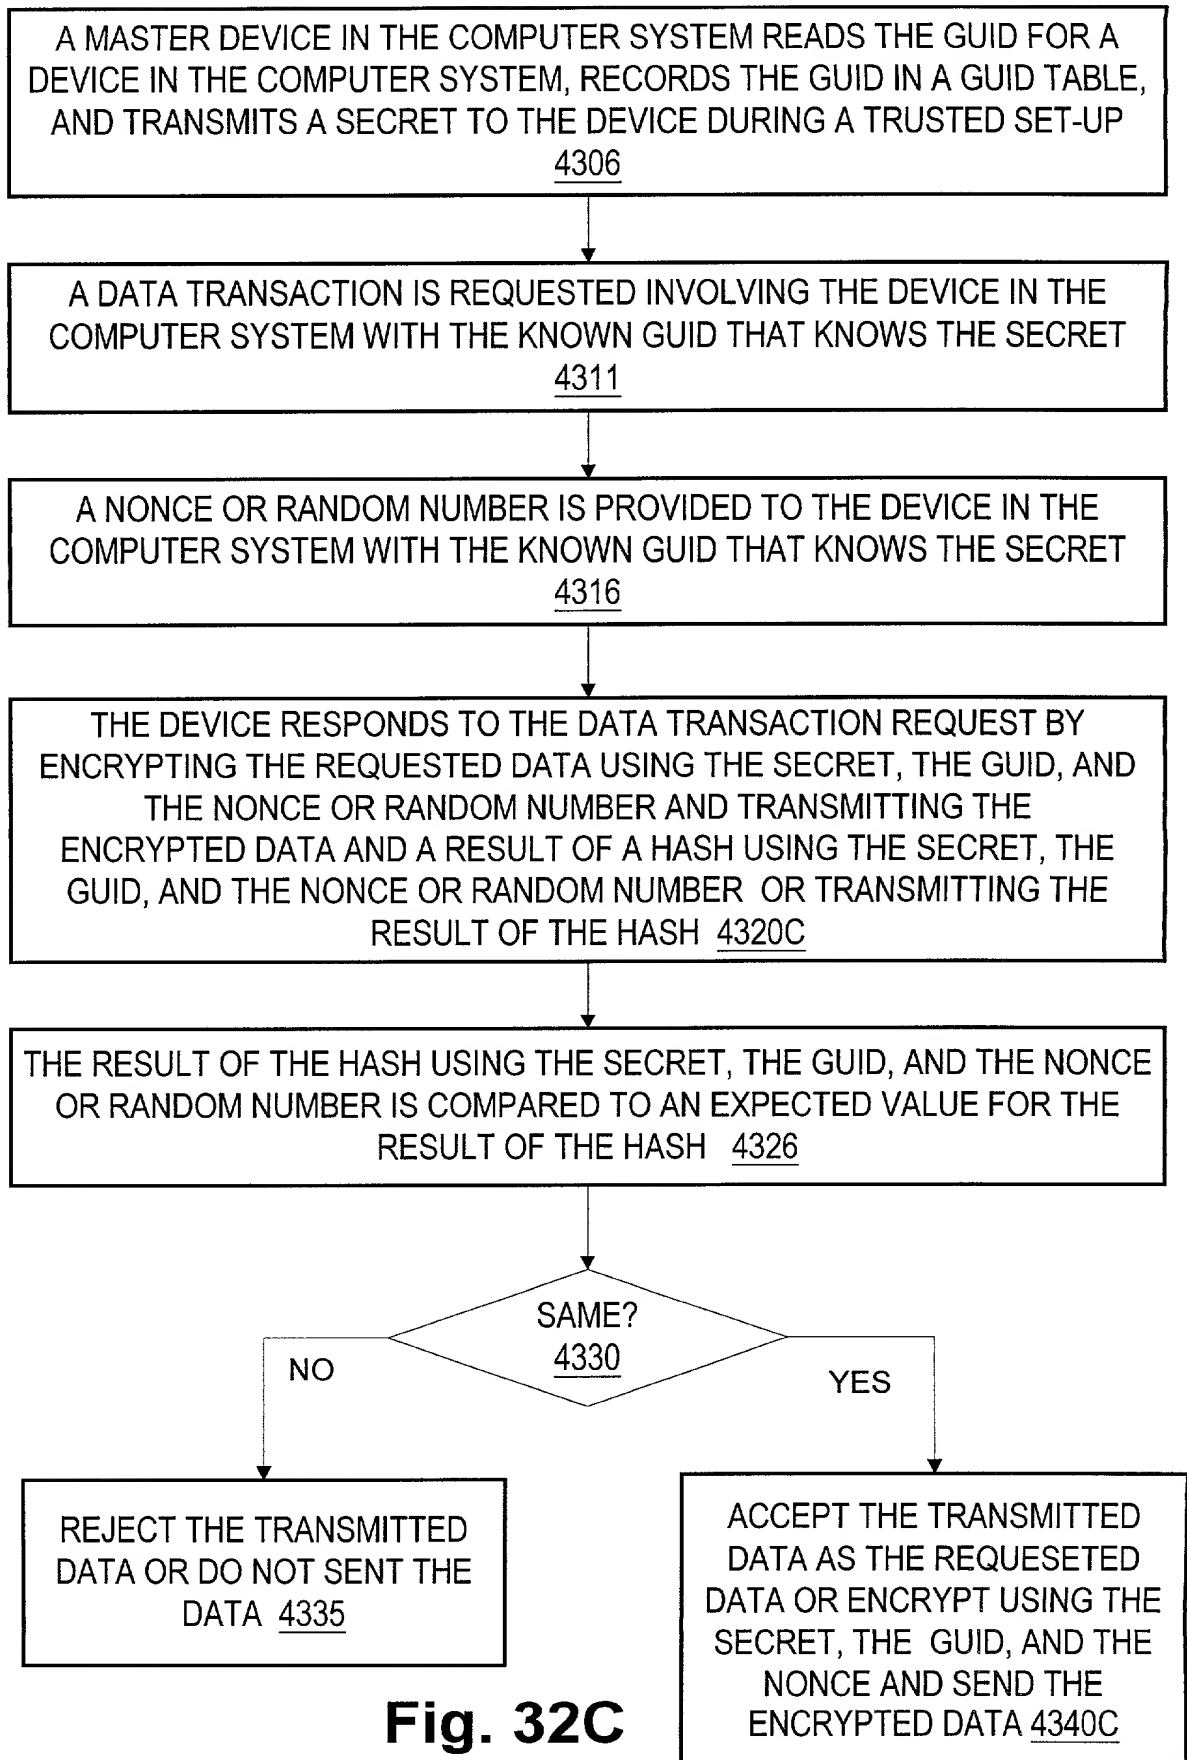 A MASTER DEVICE IN THE COMPUTER SYSTEM READS THE GUID FOR A
DEVICE IN THE COMPUTER SYSTEM, RECORDS THE GUID IN A GUID TABLE,
AND TRANSMITS A SECRET TO THE DEVICE DURING A TRUSTED SET-UP
4306
A DATA TRANSACTION IS REQUESTED INVOLVING THE DEVICE IN THE
COMPUTER SYSTEM WITH THE KNOWN GUID THAT KNOWS THE SECRET
4311
A NONCE OR RANDOM NUMBER IS PROVIDED TO THE DEVICE IN THE
COMPUTER SYSTEM WITH THE KNOWN GUID THAT KNOWS THE SECRET
4316
THE DEVICE RESPONDS TO THE DATA TRANSACTION REQUEST BY
ENCRYPTING THE REQUESTED DATA USING THE SECRET, THE GUID, AND
THE NONCE OR RANDOM NUMBER AND TRANSMITTING THE
ENCRYPTED DATA AND A RESULT OF A HASH USING THE SECRET, THE
GUID, AND THE NONCE OR RANDOM NUMBER OR TRANSMITTING THE
RESULT OF THE HASH 4320C
THE RESULT OF THE HASH USING THE SECRET, THE GUID, AND THE NONCE
OR RANDOM NUMBER IS COMPARED TO AN EXPECTED VALUE FOR THE
RESULT OF THE HASH 4326
SAME?
4330
NO
YES
REJECT THE TRANSMITTED
DATA OR DO NOT SENT THE
DATA 4335
ACCEPT THE TRANSMITTED
DATA AS THE REQUESETED
DATA OR ENCRYPT USING THE
SECRET, THE GUID, AND THE
NONCE AND SEND THE
ENCRYPTED DATA 4340C
Fig. 32C